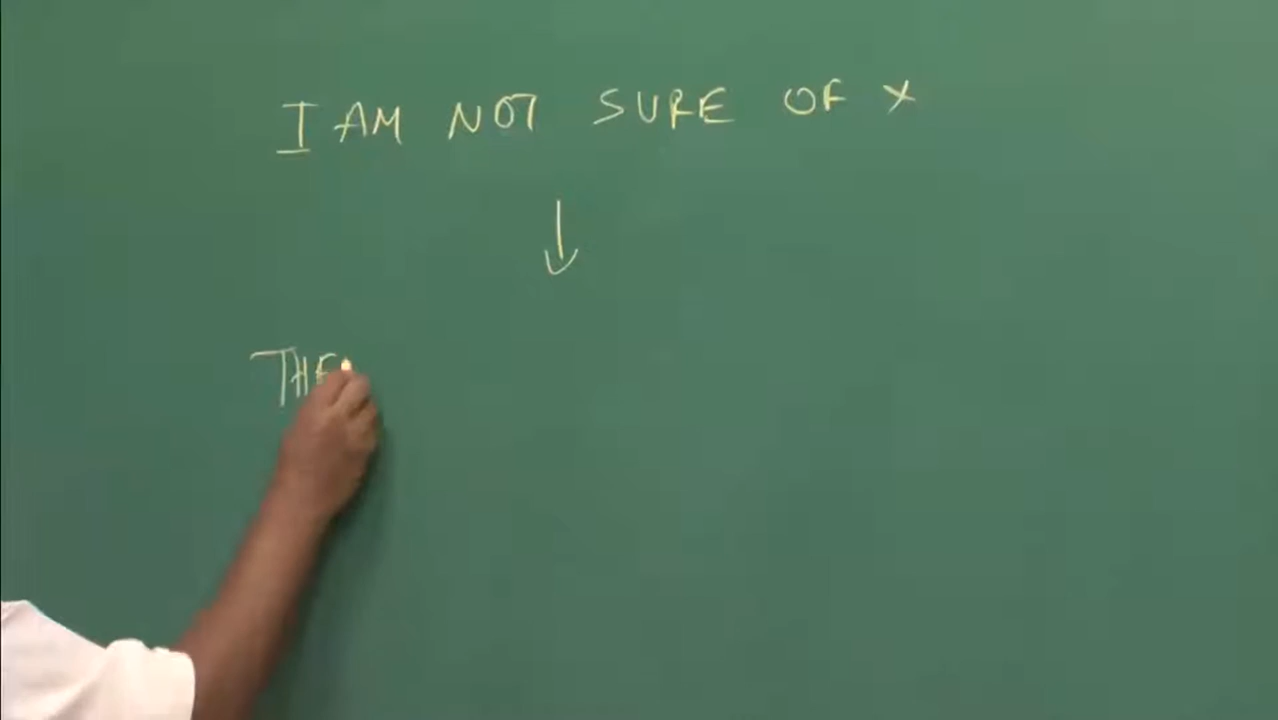 I AM NOT SURE OF X
↓
THE